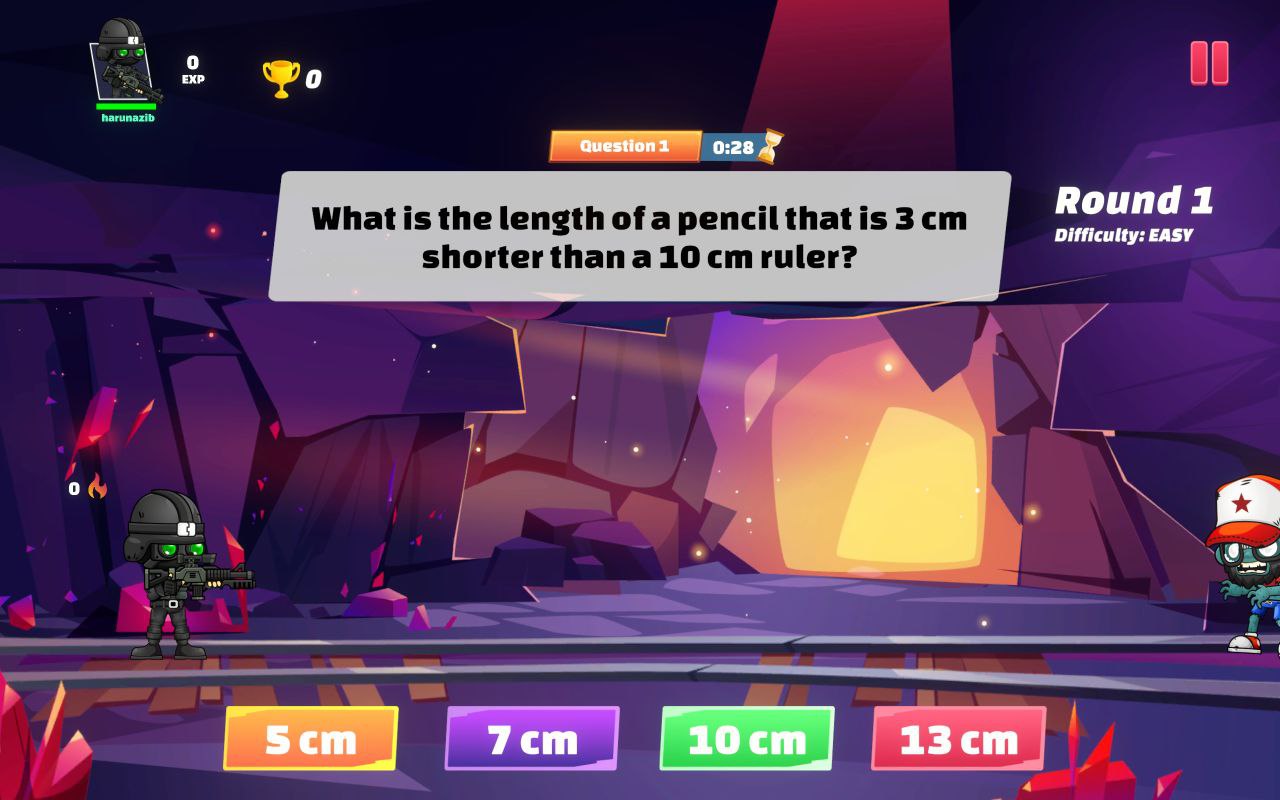 0
EXP
0
harunazib
Question 1
0:28
What is the length of a pencil that is 3 cm
shorter than a 10 cm ruler?
Round 1
Difficulty: EASY
0
5 cm
7 cm
10 cm
13 cm